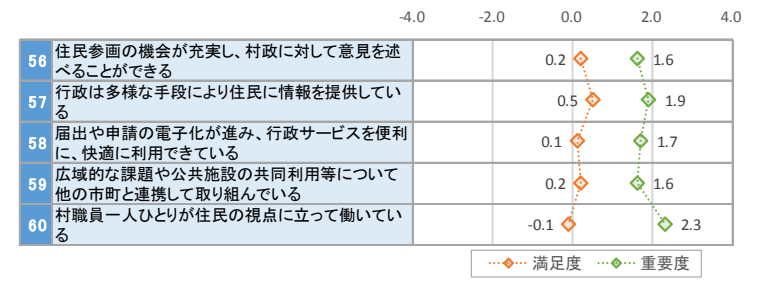 -4.0 -2.0 0.0 2.0 4.0
56 住民参画の機会が充実し、村政に対して意見を述
べることができる
0.2 1.6
57 行政は多様な手段により住民に情報を提供してい
る
0.5 1.9
58 届出や申請の電子化が進み、行政サービスを便利
に、快適に利用できている
0.1 1.7
59 広域的な課題や公共施設の共同利用等について
他の市町と連携して取り組んでいる
0.2 1.6
60 村職員一人ひとりが住民の視点に立って働いてい
る
-0.1 2.3
満足度 重要度